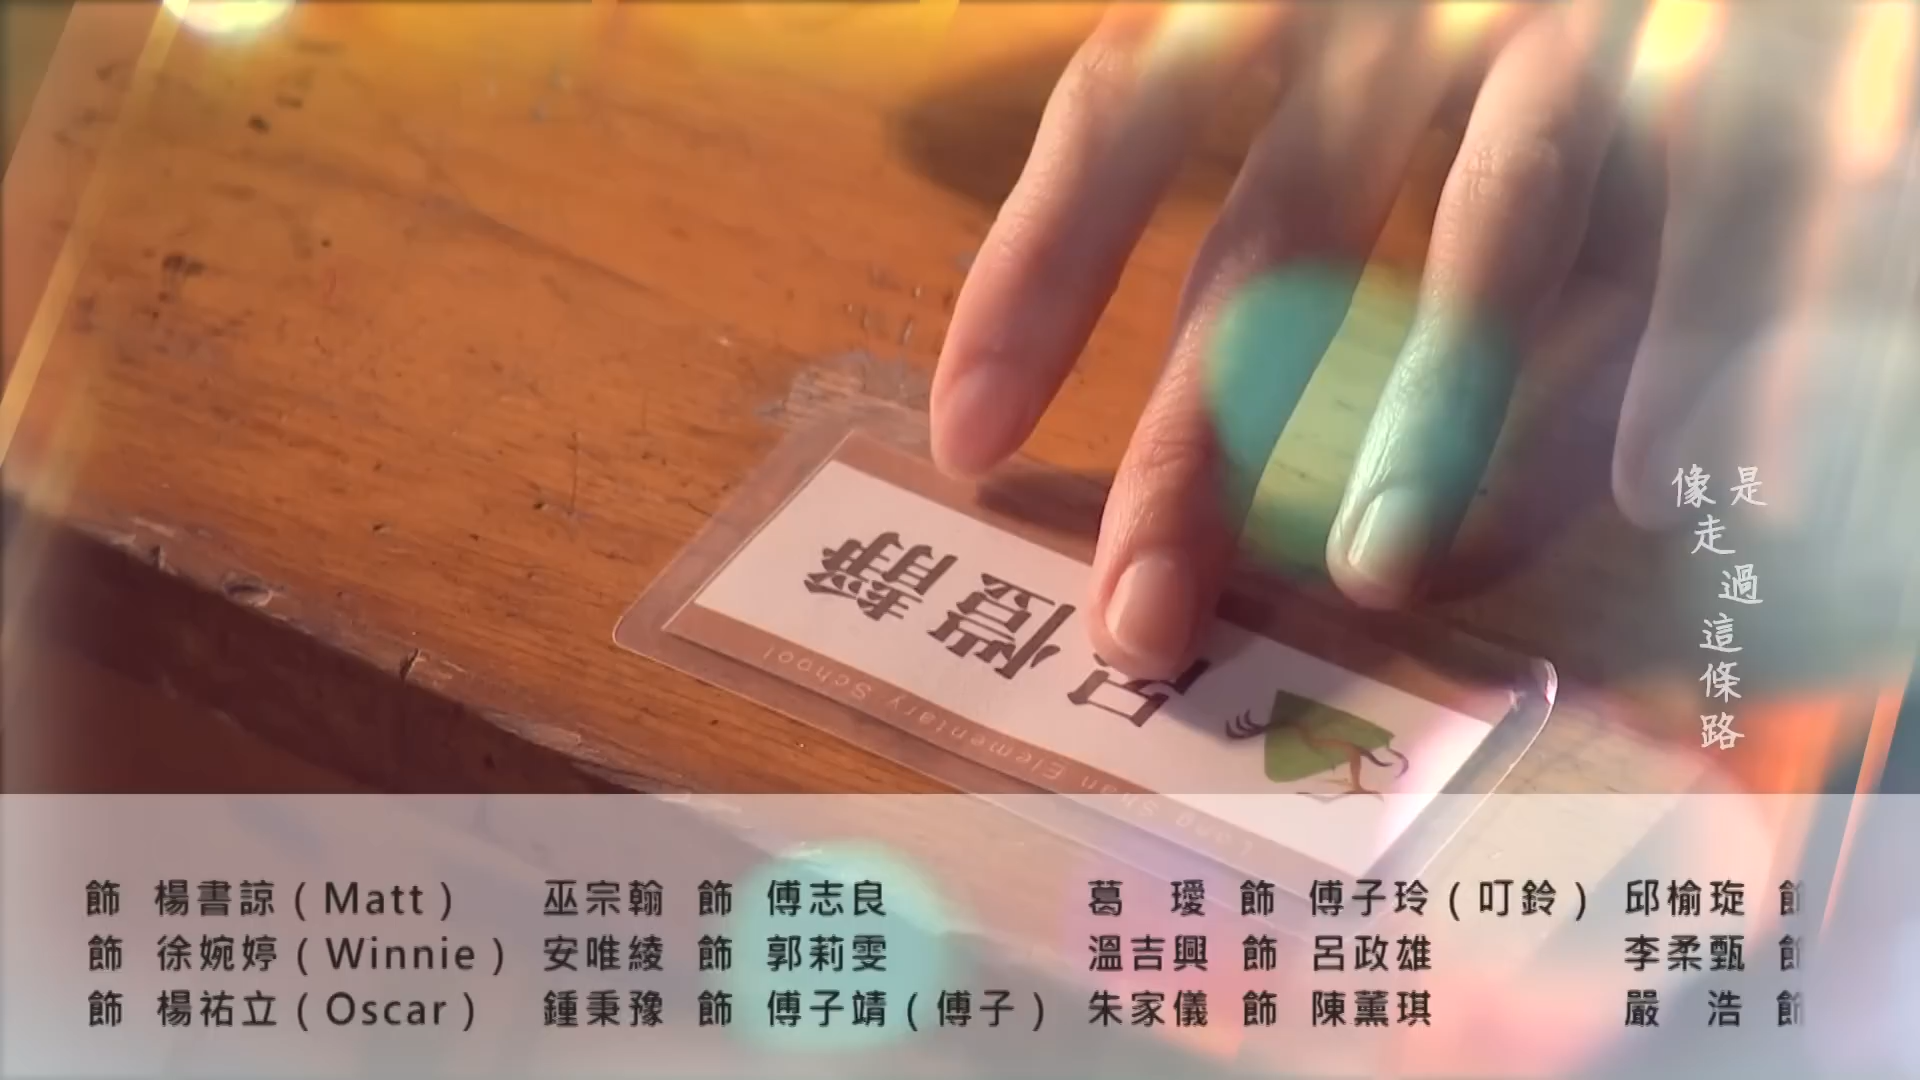 呂愷靜
Long Shan Elementary School
像是
走過這條路
飾 楊書諒（Matt） 巫宗翰 飾 傅志良 葛 璦 飾 傅子玲（叮鈴） 邱榆琁 飾
飾 徐婉婷（Winnie） 安唯綾 飾 郭莉雯 溫吉興 飾 呂政雄 李柔甄 飾
飾 楊祐立（Oscar） 鍾秉豫 飾 傅子靖（傅子） 朱家儀 飾 陳薰琪 嚴 浩 飾